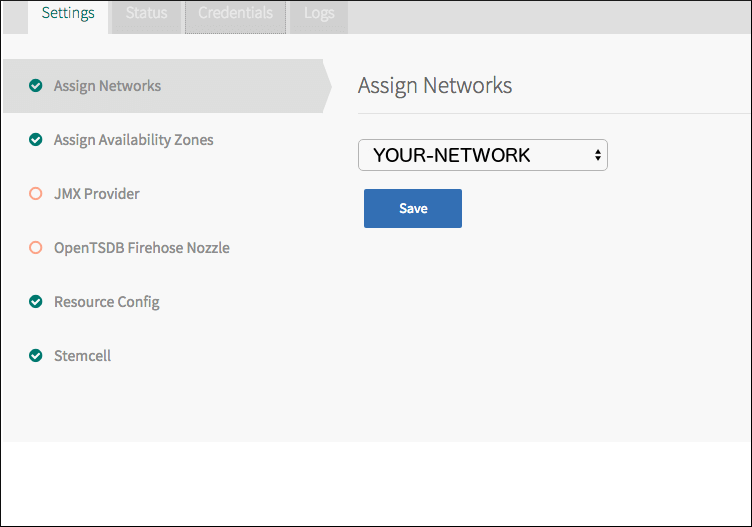 Settings Status Credentials Logs
Assign Networks
Assign Availability Zones
JMX Provider
OpenTSDB Firehose Nozzle
Resource Config
Stemcell
Assign Networks
YOUR-NETWORK
Save